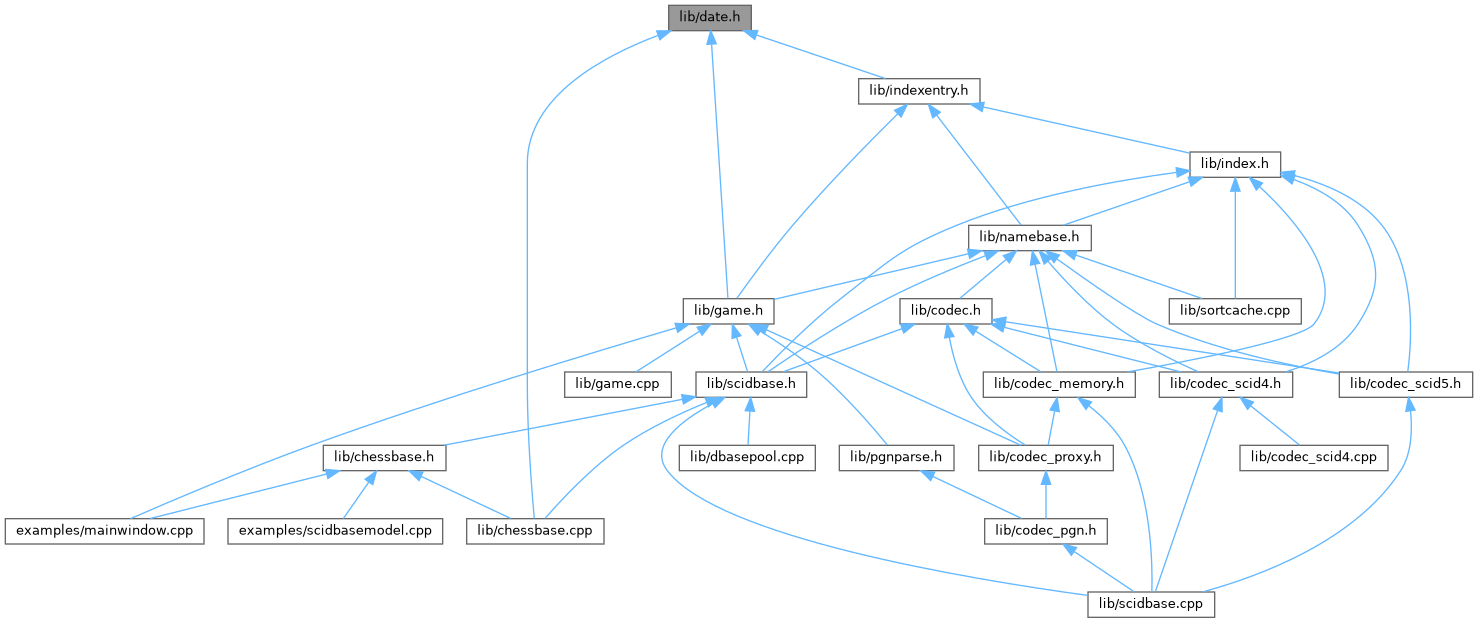 lib/date.h
lib/indexentry.h
lib/index.h
lib/namebase.h
lib/game.h
lib/codec.h
lib/sortcache.cpp
lib/game.cpp
lib/scidbase.h
lib/codec_memory.h
lib/codec_scid4.h
lib/codec_scid5.h
lib/chessbase.h
lib/dbasepool.cpp
lib/pgnparse.h
lib/codec_proxy.h
lib/codec_scid4.cpp
examples/mainwindow.cpp
examples/scidbasemodel.cpp
lib/chessbase.cpp
lib/codec_pgn.h
lib/scidbase.cpp